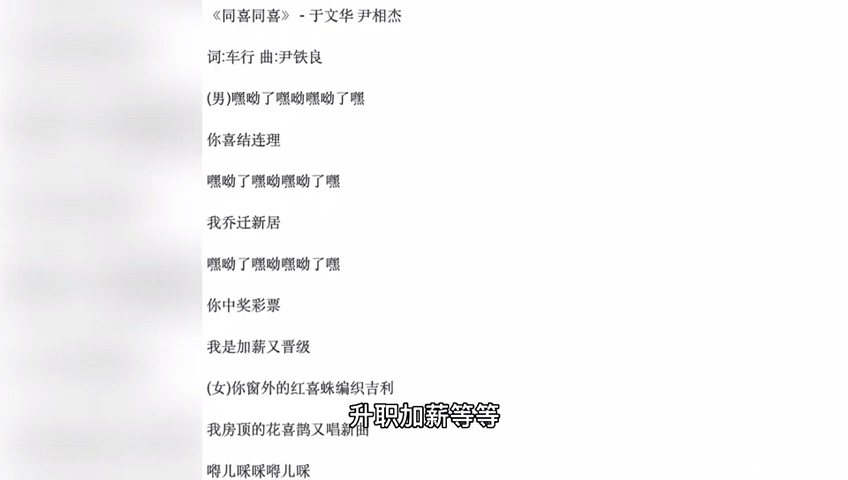 《同喜同喜》 - 于文华 尹相杰
词:车行 曲:尹铁良
(男)嘿呦了嘿呦嘿呦了嘿
你喜结连理
嘿呦了嘿呦嘿呦了嘿
我乔迁新居
嘿呦了嘿呦嘿呦了嘿
你中奖彩票
我是加薪又晋级
(女)你窗外的红喜蛛编织吉利
升职加薪等等
我房顶的花喜鹊又唱新曲
嘚儿咪咪嘚儿咪